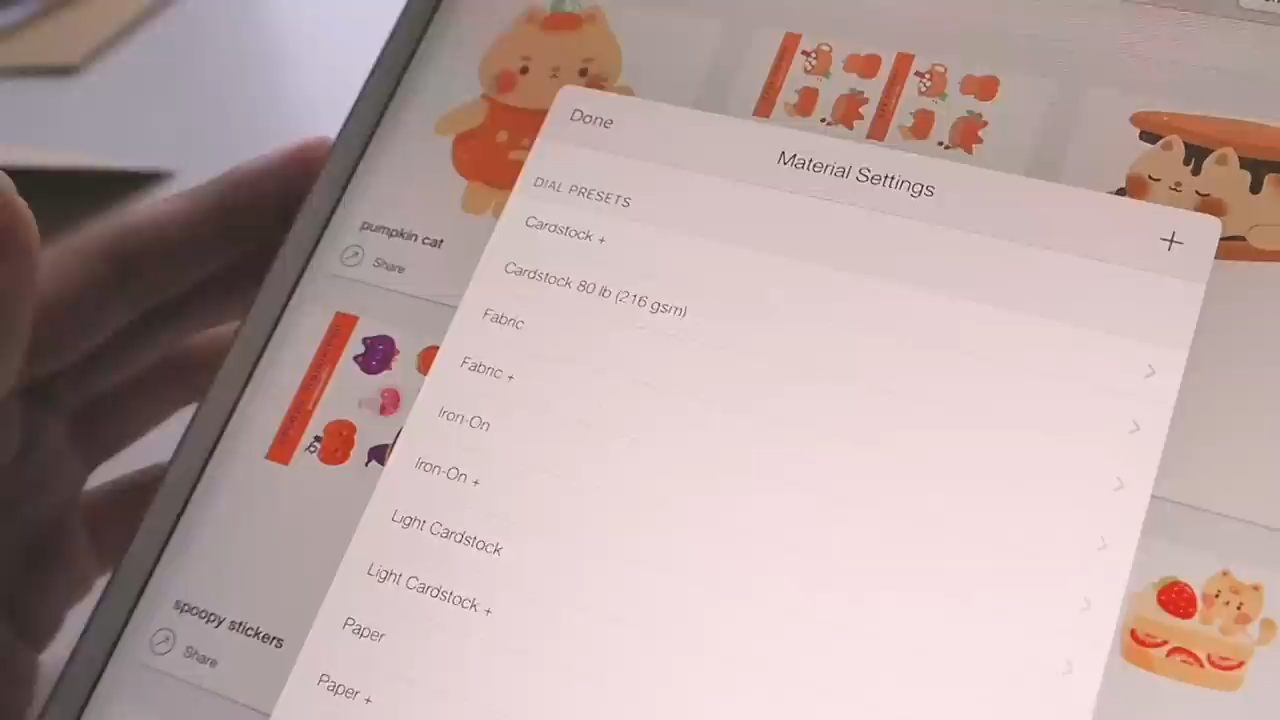 Done
Material Settings
+
DIAL PRESETS
Cardstock +
Cardstock 80 lb (216 gsm)
Fabric
Fabric +
Iron-On
Iron-On +
Light Cardstock
Light Cardstock +
Paper
Paper +
pumpkin cat
Share
spoopy stickers
Share